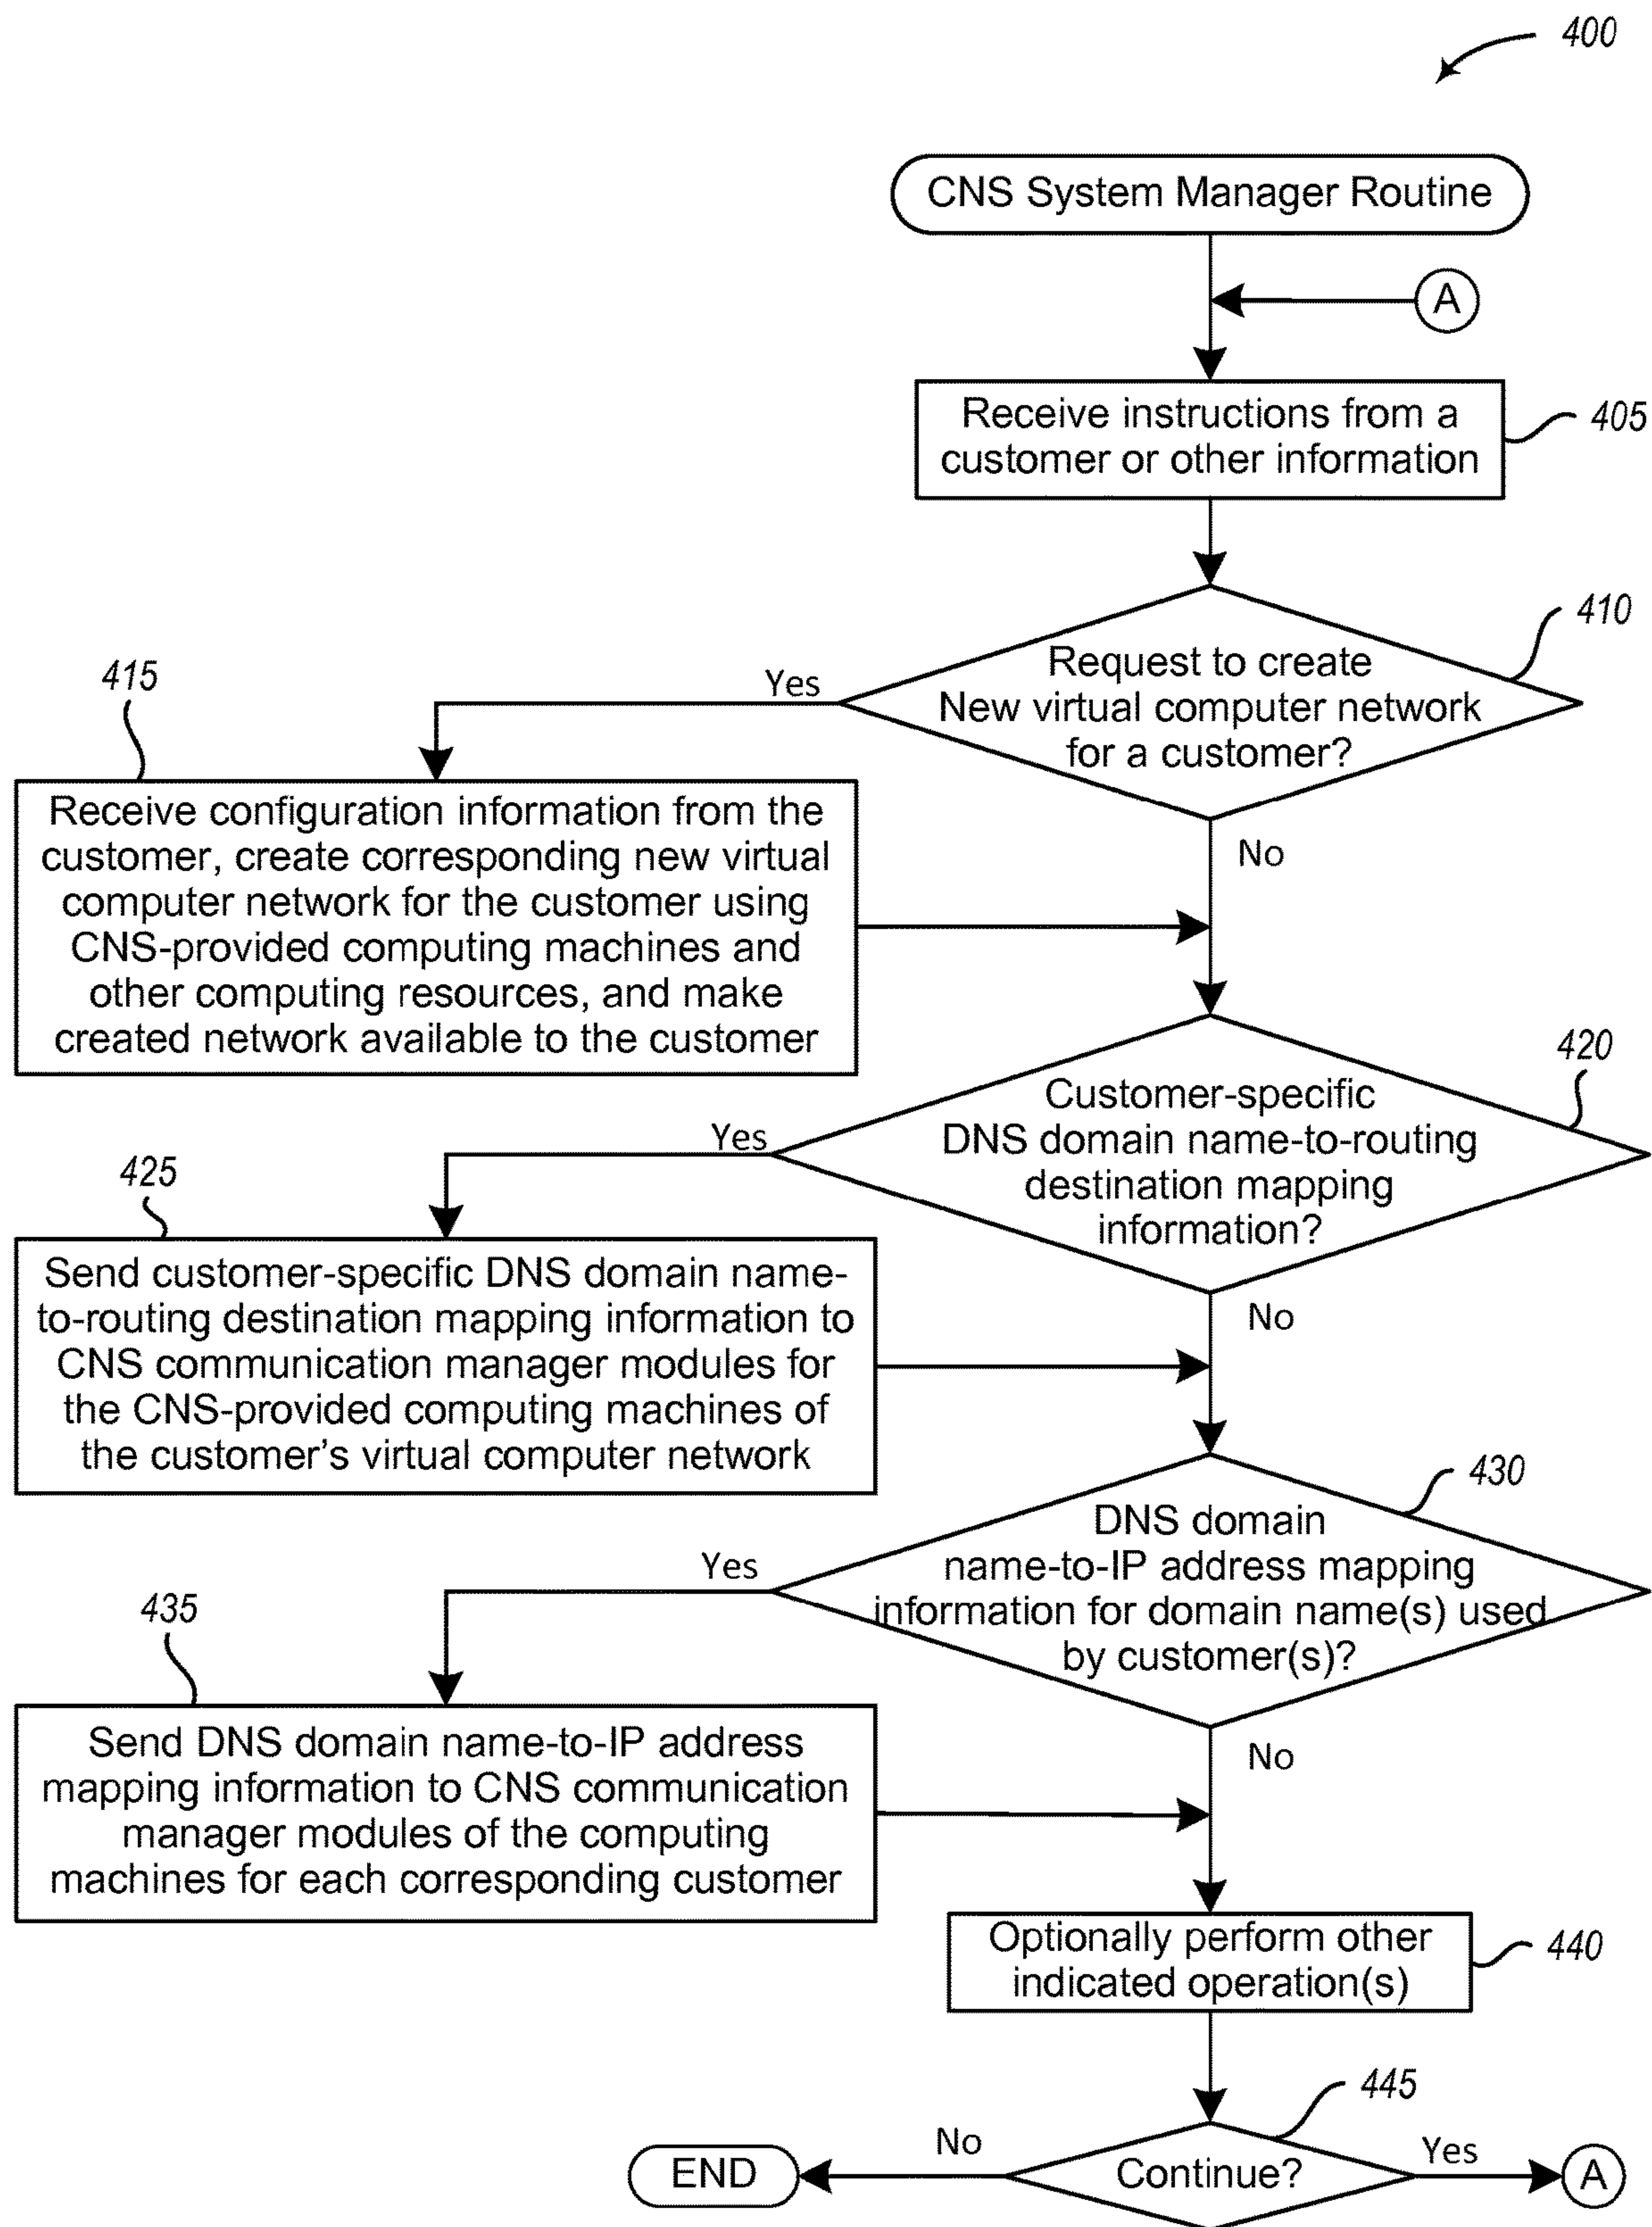 400
CNS System Manager Routine
A
Receive instructions from a
customer or other information
405
410
Request to create
New virtual computer network
for a customer?
Yes
No
415
Receive configuration information from the
customer, create corresponding new virtual
computer network for the customer using
CNS-provided computing machines and
other computing resources, and make
created network available to the customer
420
Customer-specific
DNS domain name-to-routing
destination mapping
information?
Yes
No
425
Send customer-specific DNS domain name-
to-routing destination mapping information to
CNS communication manager modules for
the CNS-provided computing machines of
the customer's virtual computer network
430
DNS domain
name-to-IP address mapping
information for domain name(s) used
by customer(s)?
Yes
No
435
Send DNS domain name-to-IP address
mapping information to CNS communication
manager modules of the computing
machines for each corresponding customer
Optionally perform other
indicated operation(s)
440
445
Continue?
No
END
Yes
A